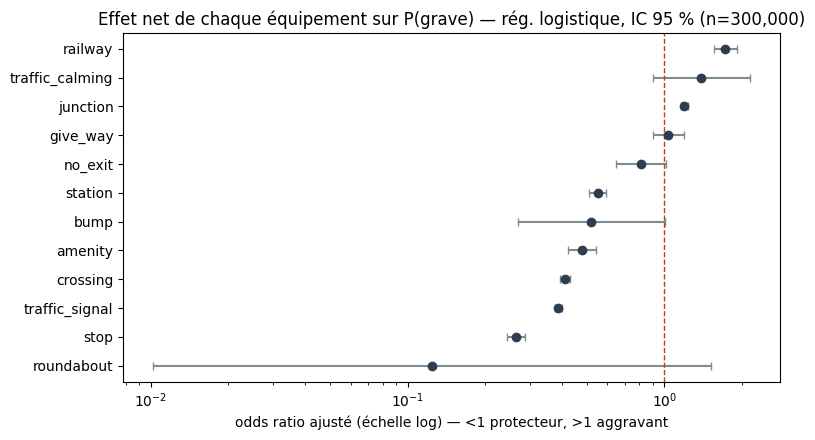 Effet net de chaque équipement sur P(grave) — rég. logistique, IC 95 % (n=300,000)
railway
traffic_calming
junction
give_way
no_exit
station
bump
amenity
crossing
traffic_signal
stop
roundabout
10⁻² 10⁻¹ 10⁰
odds ratio ajusté (échelle log) — <1 protecteur, >1 aggravant